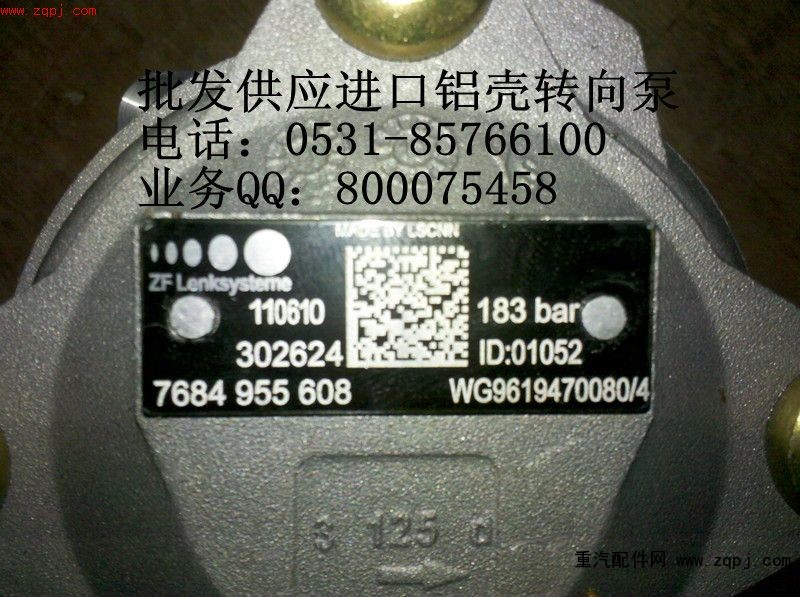 www.zqpj.com
批发供应进口铝壳转向泵
电话：0531-85766100
业务QQ：800075458
MADE BY LSCNN
ZF Lenksysteme
110610
183 bar
302624
ID:01052
7684 955 608
WG9619470080/4
125 d
重汽配件网 www.zqpj.com